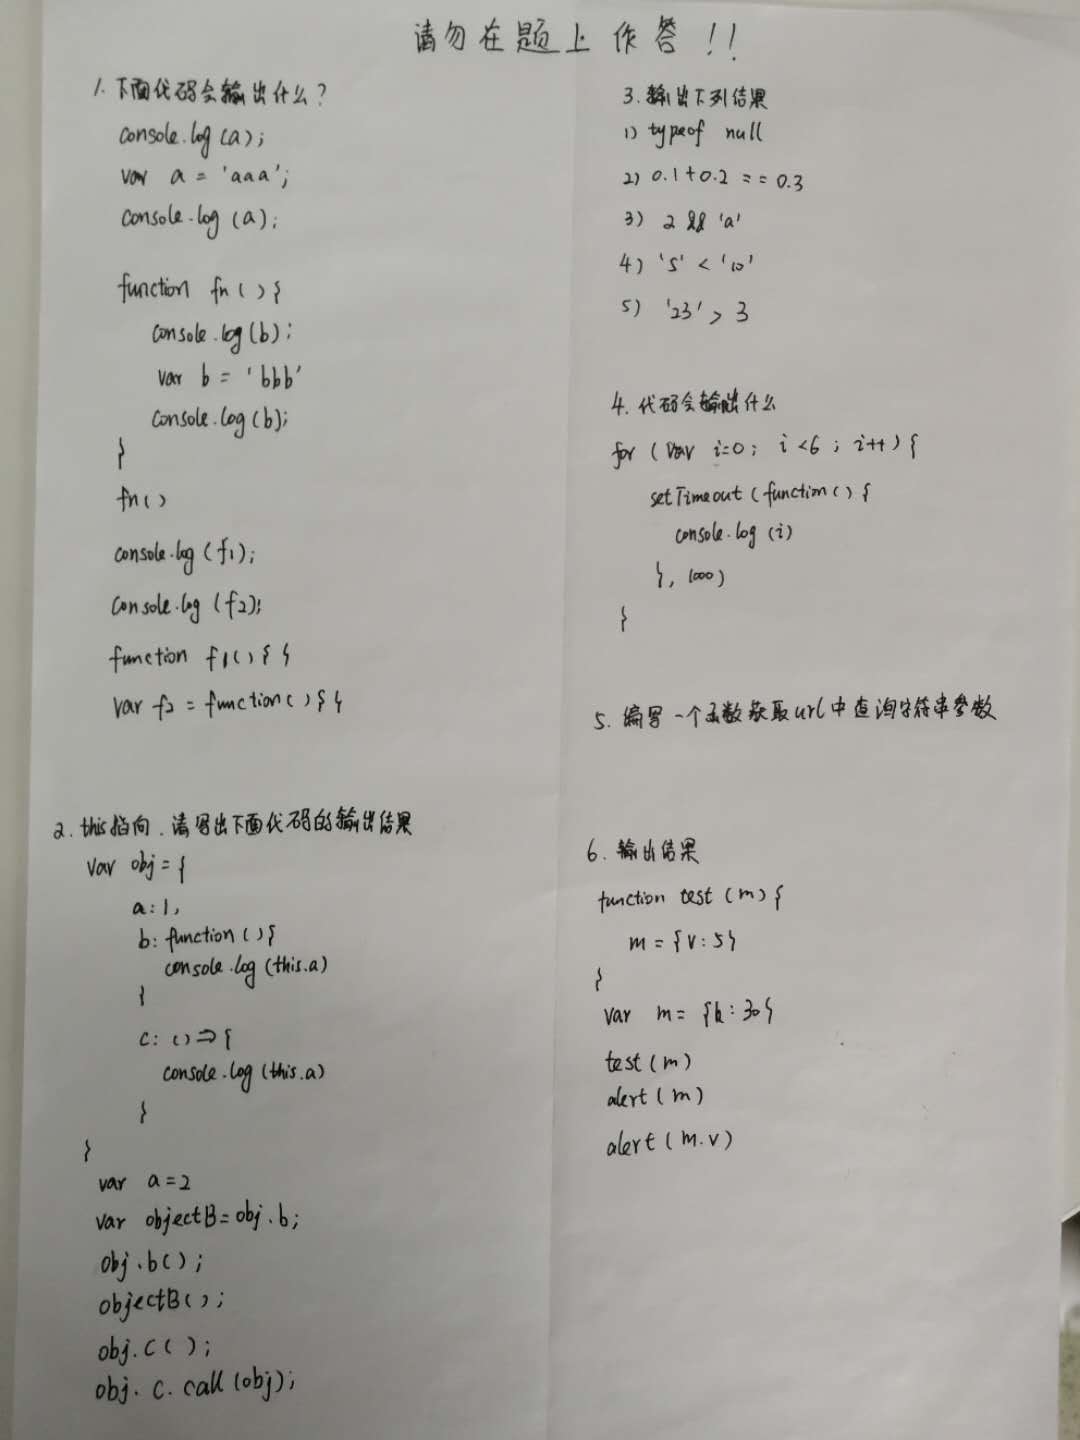 请勿在题上作答!!
1. 下面代码会输出什么?
console.log(a);
var a = 'aaa';
console.log(a);
function fn(){
console.log(b);
var b = 'bbb'
console.log(b);
}
fn()
console.log(f1);
console.log(f2);
function f1(){}
var f2 = function(){}
2. this指向.请写出下面代码的输出结果
var obj={
a:1,
b: function(){
console.log(this.a)
}
c: ()=>{
console.log(this.a)
}
}
var a=2
var objectB=obj.b;
obj.b();
objectB();
obj.c();
obj.c.call(obj);
3. 输出下列结果
1) typeof null
2) 0.1+0.2 == 0.3
3) 2 && 'a'
4) '5' < '10'
5) '23' > 3
4. 代码会输出什么
for (var i=0; i<6; i++){
setTimeout(function(){
console.log(i)
}, 1000)
}
5. 编写一个函数获取url中查询字符串参数
6. 输出结果
function test(m){
m={v:5}
}
var m= {k:30}
test(m)
alert(m)
alert(m.v)